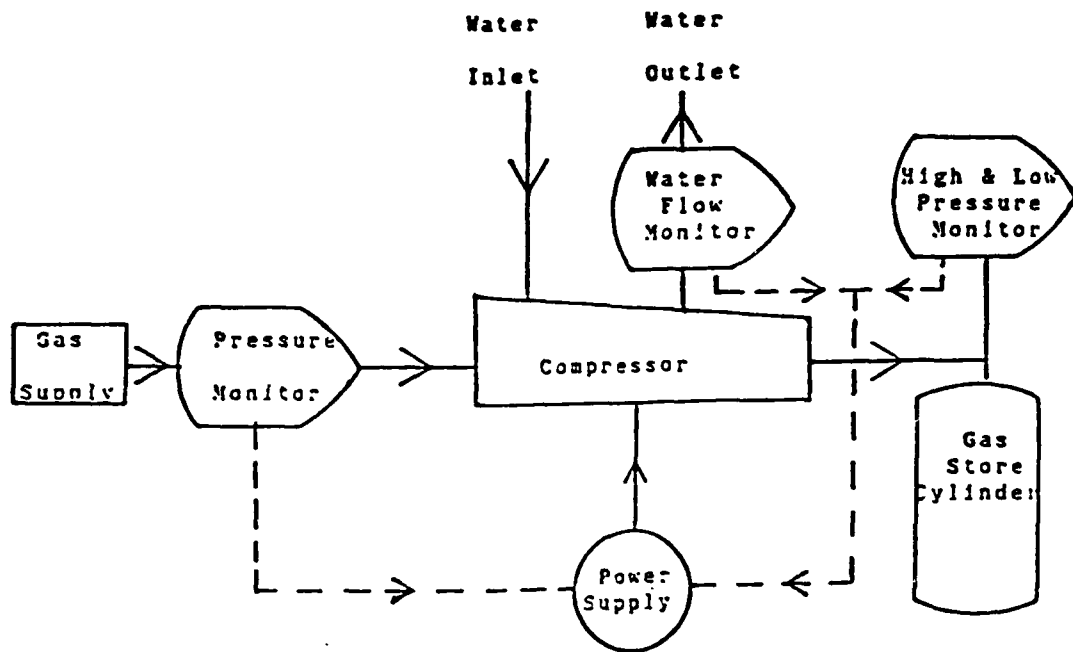 Water
Inlet
Water
Outlet
Water
Flow
Monitor
High & Low
Pressure
Monitor
Gas
Supply
Pressure
Monitor
Compressor
Gas
Store
Cylinder
Power
Supply